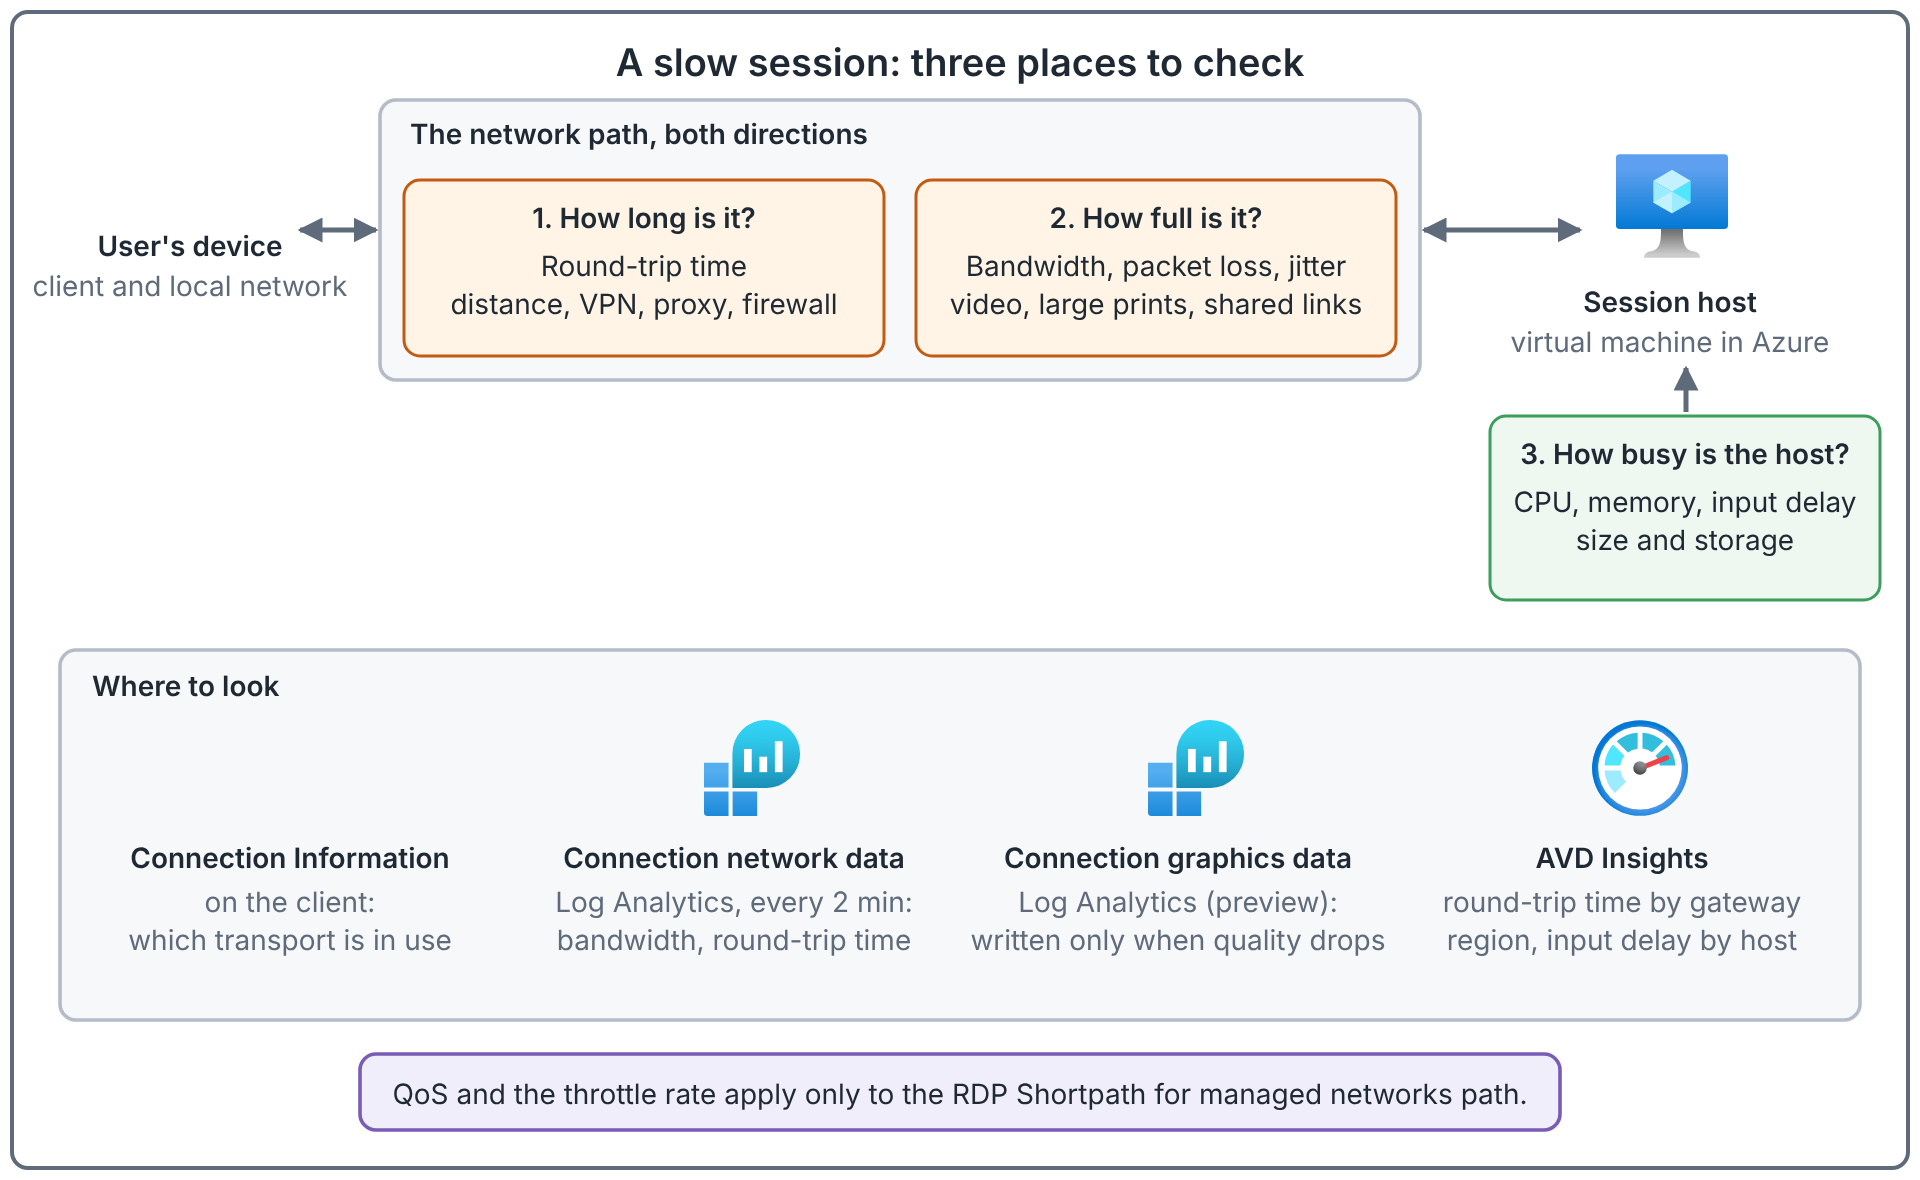 A slow session: three places to check
The network path, both directions
1. How long is it?
Round-trip time
distance, VPN, proxy, firewall
2. How full is it?
Bandwidth, packet loss, jitter
video, large prints, shared links
User's device
client and local network
Session host
virtual machine in Azure
3. How busy is the host?
CPU, memory, input delay
size and storage
Where to look
Connection Information
on the client:
which transport is in use
Connection network data
Log Analytics, every 2 min:
bandwidth, round-trip time
Connection graphics data
Log Analytics (preview):
written only when quality drops
AVD Insights
round-trip time by gateway
region, input delay by host
QoS and the throttle rate apply only to the RDP Shortpath for managed networks path.